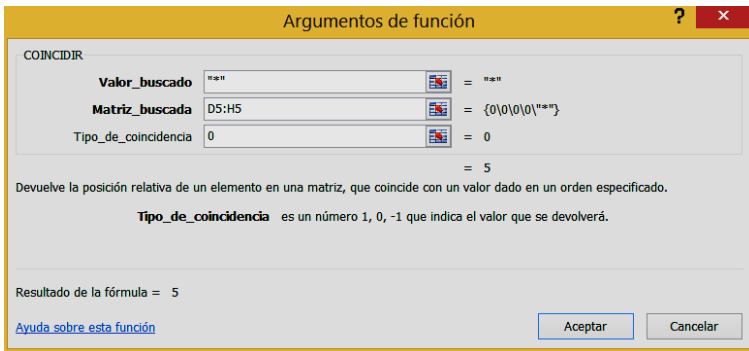 Argumentos de función ? ×
COINCIDIR
Valor_buscado "*" = "*"
Matriz_buscada D5:H5 = {0\0\0\0\"*"}
Tipo_de_coincidencia 0 = 0
= 5
Devuelve la posición relativa de un elemento en una matriz, que coincide con un valor dado en un orden especificado.
Tipo_de_coincidencia es un número 1, 0, -1 que indica el valor que se devolverá.
Resultado de la fórmula = 5
Ayuda sobre esta función Aceptar Cancelar